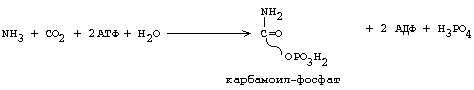 NH2
NH3 + CO2 + 2АТФ + H2O ⟶ C=O + 2 АДФ + H3PO4
OPO3H2
карбамоил-фосфат